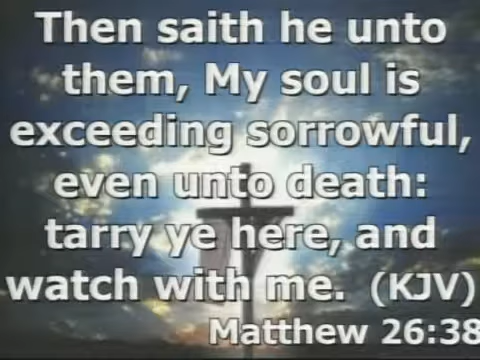 Then saith he unto
them, My soul is
exceeding sorrowful,
even unto death:
tarry ye here, and
watch with me. (KJV)
Matthew 26:38